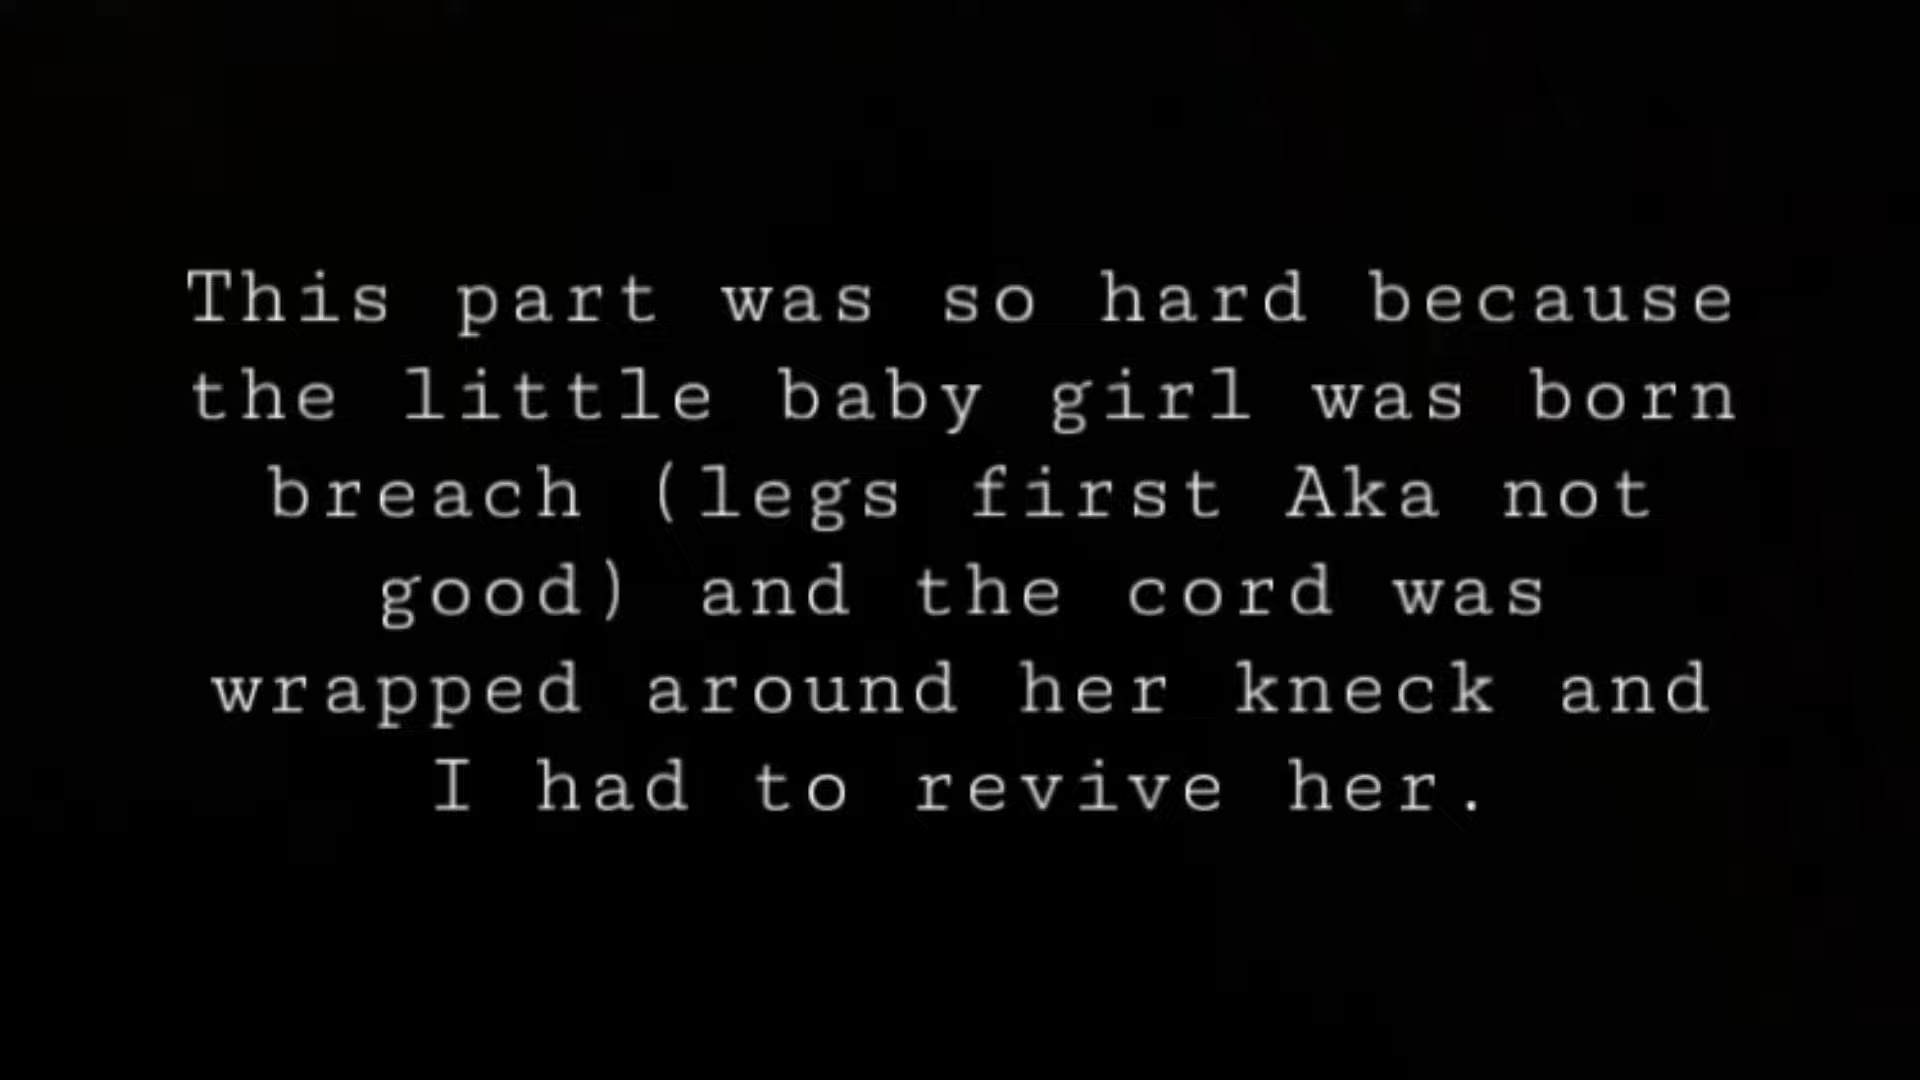 This part was so hard because
the little baby girl was born
breach (legs first Aka not
good) and the cord was
wrapped around her kneck and
I had to revive her.